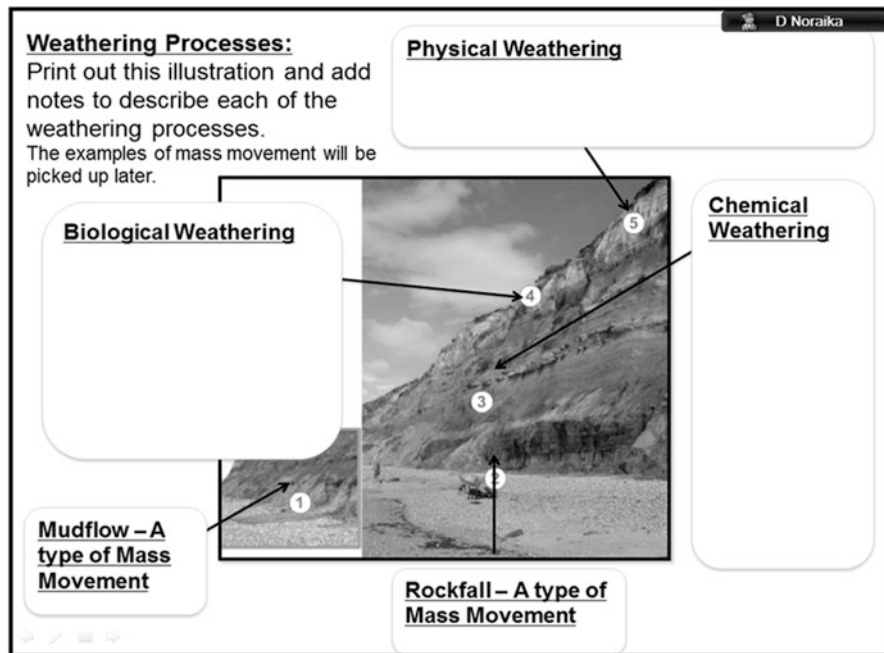 D Noraika
Weathering Processes:
Print out this illustration and add
notes to describe each of the
weathering processes.
The examples of mass movement will be
picked up later.
Physical Weathering
Biological Weathering
Chemical
Weathering
5
4
3
2
1
Mudflow – A
type of Mass
Movement
Rockfall – A type of
Mass Movement